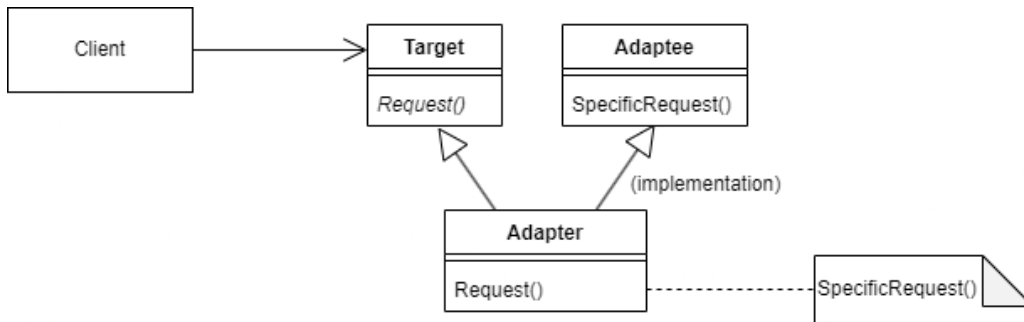 Client
Target
Request()
Adaptee
SpecificRequest()
(implementation)
Adapter
Request()
SpecificRequest()